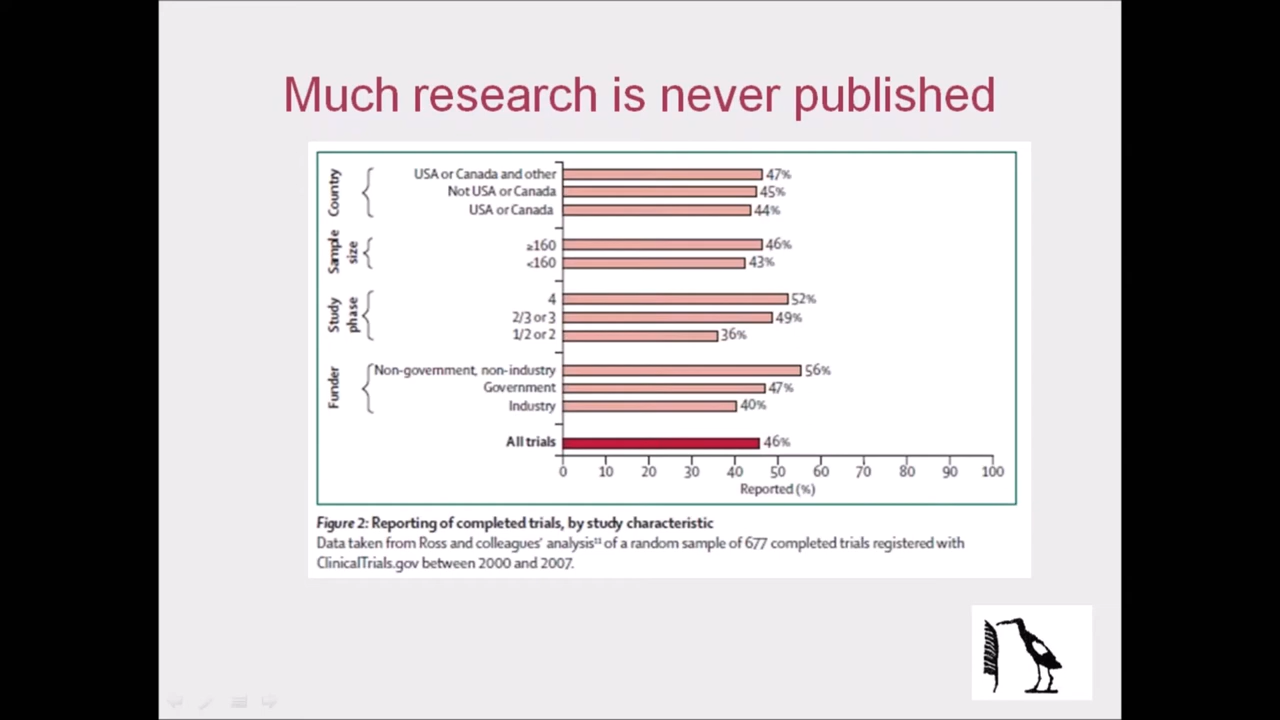 Much research is never published
Country
USA or Canada and other 47%
Not USA or Canada 45%
USA or Canada 44%
Sample
size
≥160 46%
<160 43%
Study
phase
4 52%
2/3 or 3 49%
1/2 or 2 36%
Funder
Non-government, non-industry 56%
Government 47%
Industry 40%
All trials 46%
0 10 20 30 40 50 60 70 80 90 100
Reported (%)
Figure 2: Reporting of completed trials, by study characteristic
Data taken from Ross and colleagues' analysis¹¹ of a random sample of 677 completed trials registered with
ClinicalTrials.gov between 2000 and 2007.